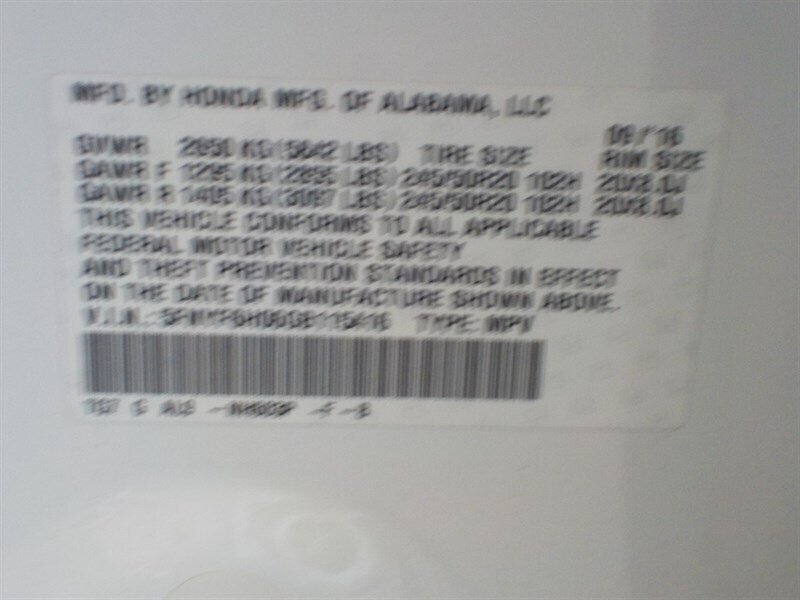 MFD. BY HONDA MFG. OF ALABAMA, LLC
GVWR 2650 KG(5842 LBS) TIRE SIZE RIM SIZE
GAWR F 1295 KG(2855 LBS) 245/50R20 102H 20X8.0J
GAWR R 1405 KG(3097 LBS) 245/50R20 102H 20X8.0J
THIS VEHICLE CONFORMS TO ALL APPLICABLE
FEDERAL MOTOR VEHICLE SAFETY
AND THEFT PREVENTION STANDARDS IN EFFECT
ON THE DATE OF MANUFACTURE SHOWN ABOVE.
V.I.N.: TYPE: MPV